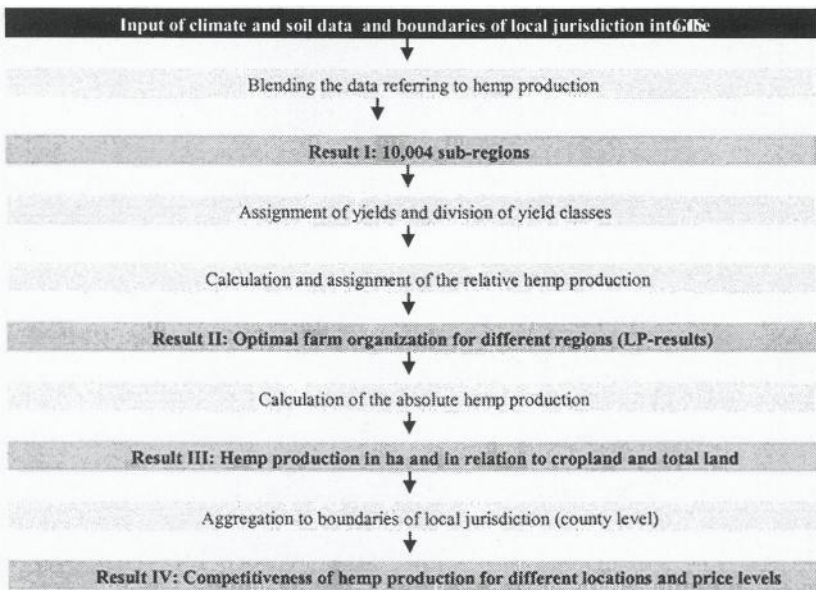 Input of climate and soil data and boundaries of local jurisdiction into the GIS
Blending the data referring to hemp production
Result I: 10,004 sub-regions
Assignment of yields and division of yield classes
Calculation and assignment of the relative hemp production
Result II: Optimal farm organization for different regions (LP-results)
Calculation of the absolute hemp production
Result III: Hemp production in ha and in relation to cropland and total land
Aggregation to boundaries of local jurisdiction (county level)
Result IV: Competitiveness of hemp production for different locations and price levels